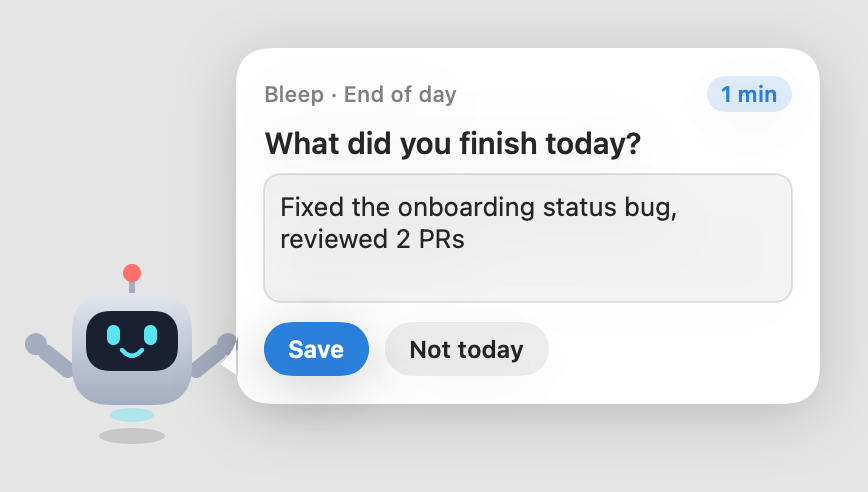 Bleep · End of day
1 min
What did you finish today?
Fixed the onboarding status bug,
reviewed 2 PRs
Save
Not today